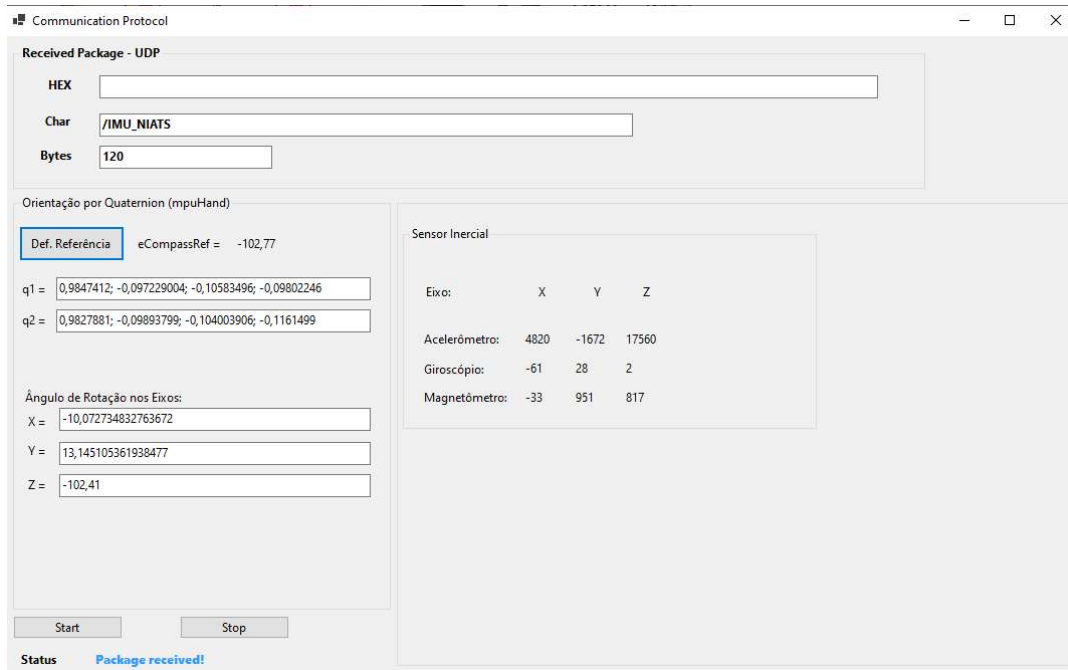 Communication Protocol
Received Package - UDP
HEX
Char /IMU_NIATS
Bytes 120
Orientação por Quaternion (mpuHand)
Def. Referência eCompassRef = -102,77
q1 = 0,9847412; -0,097229004; -0,10583496; -0,09802246
q2 = 0,9827881; -0,09893799; -0,104003906; -0,1161499
Ângulo de Rotação nos Eixos:
X = -10,072734832763672
Y = 13,145105361938477
Z = -102,41
Start Stop
Status Package received!
Sensor Inercial
Eixo: X Y Z
Acelerômetro: 4820 -1672 17560
Giroscópio: -61 28 2
Magnetômetro: -33 951 817